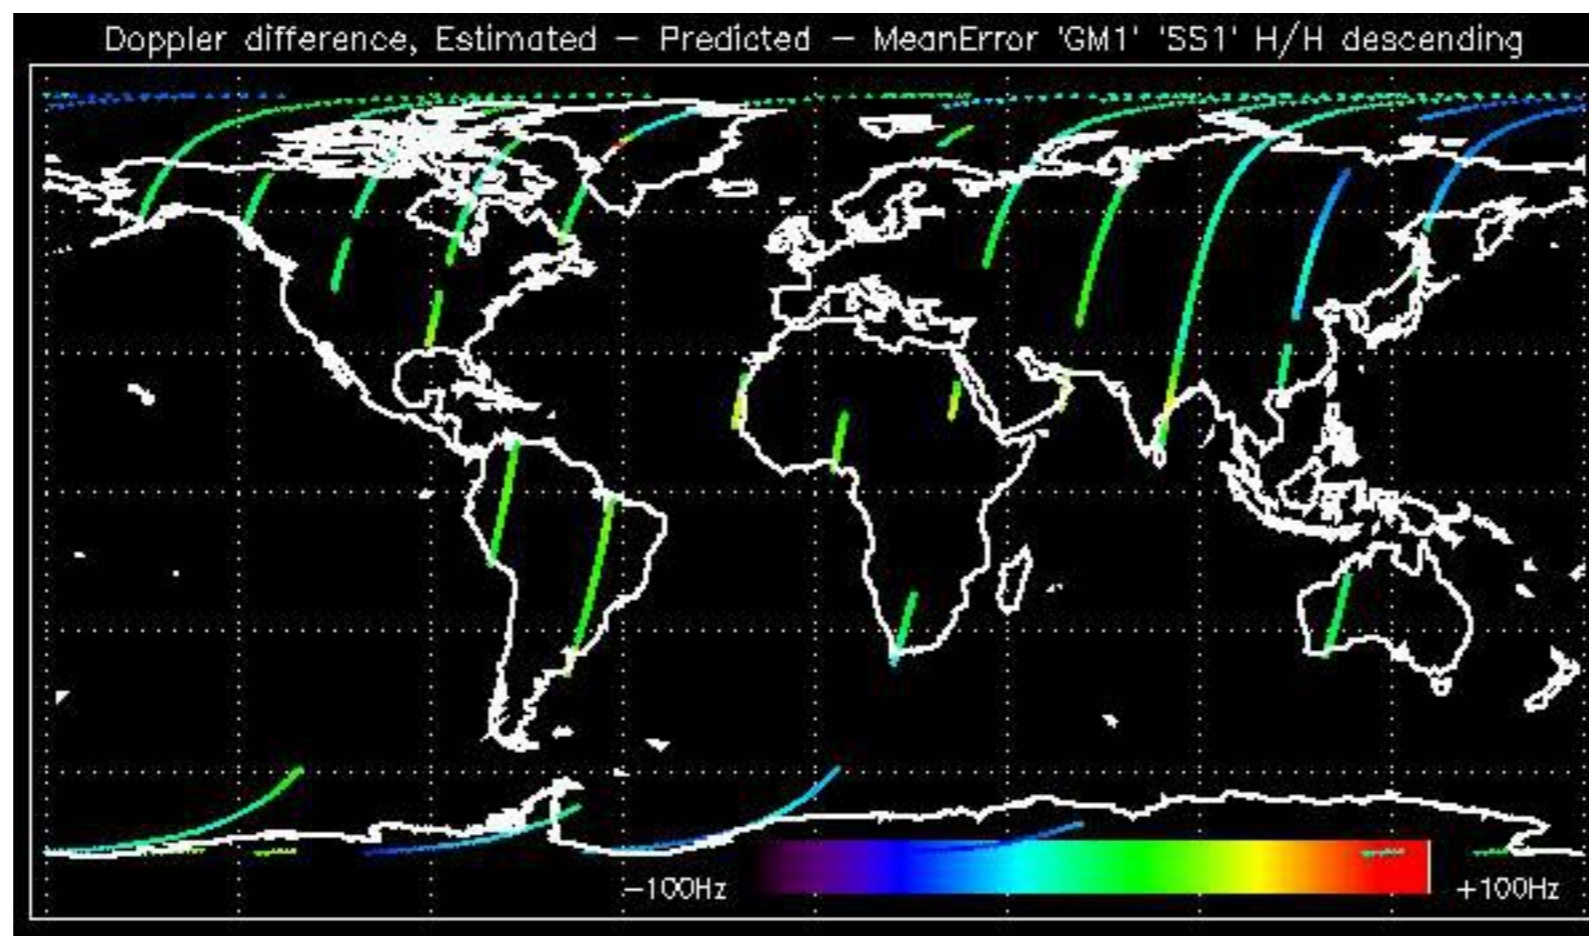 Doppler difference, Estimated – Predicted – MeanError 'GM1' 'SS1' H/H descending
–100Hz +100Hz